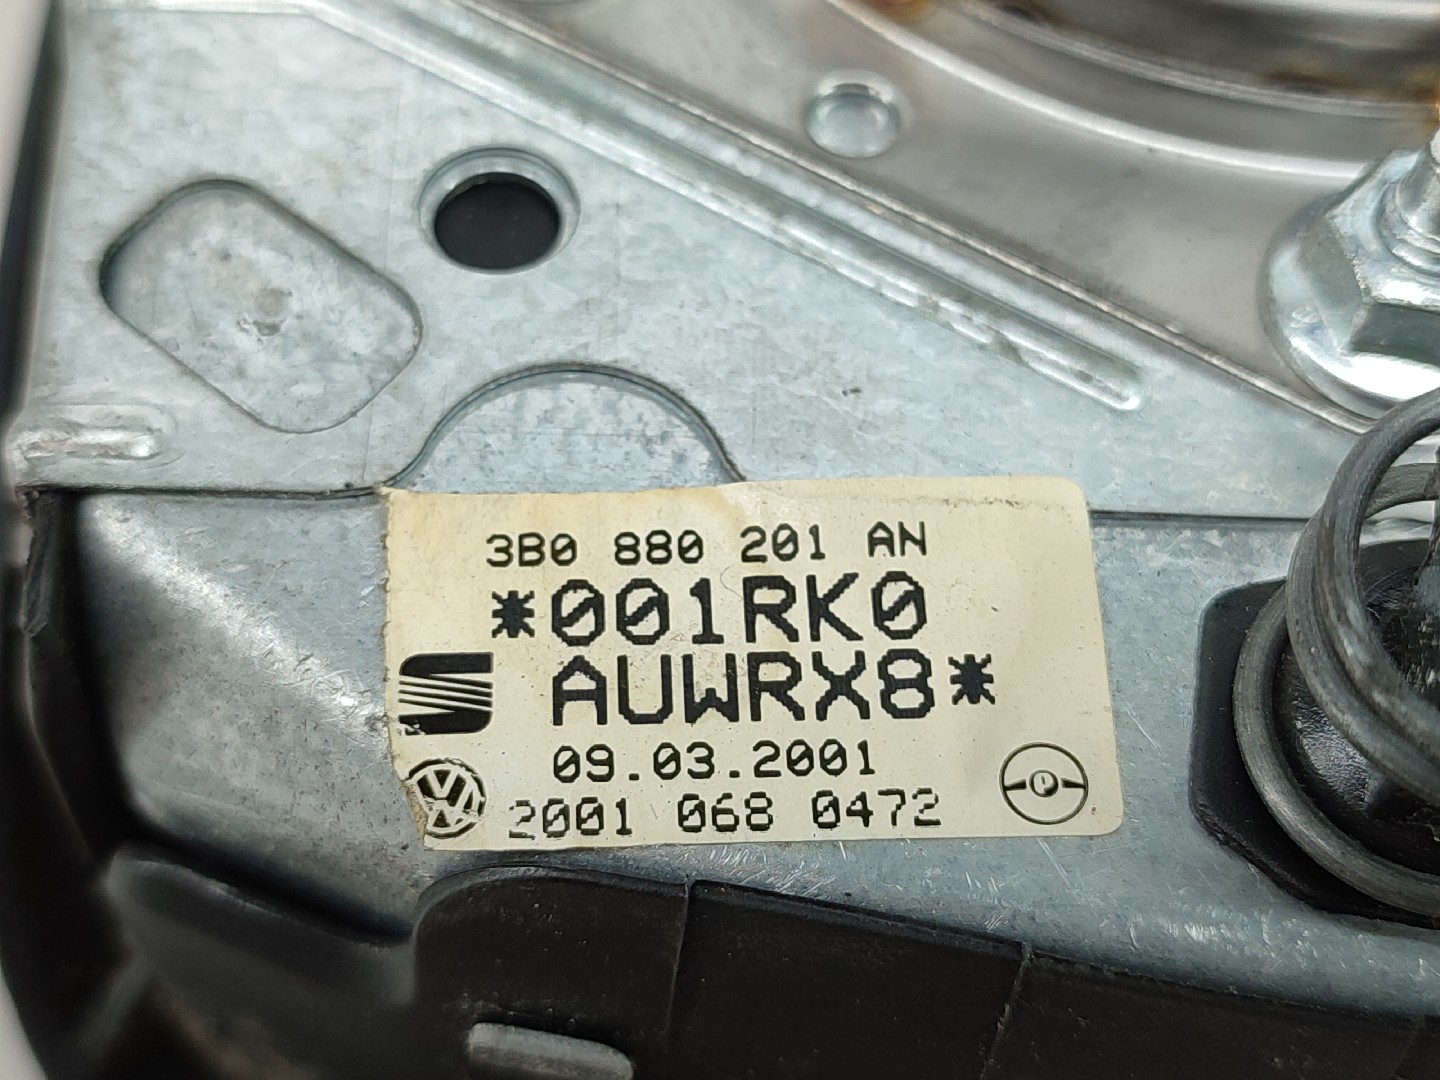 3B0 880 201 AN
*001RK0
AUWRX8*
09.03.2001
2001 068 0472